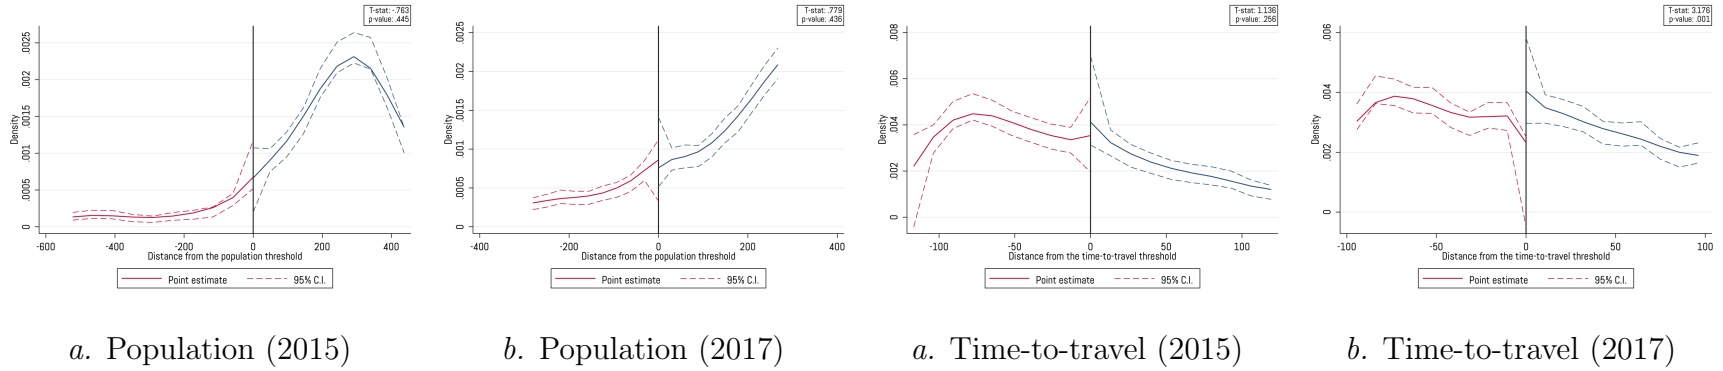 T-stat: -.763
p-value: .445
Density
0 .0005 .001 .0015 .002 .0025
-600 -400 -200 0 200 400
Distance from the population threshold
Point estimate 95% C.I.
a. Population (2015)
T-stat: .779
p-value: .436
Density
0 .0005 .001 .0015 .002 .0025
-400 -200 0 200 400
Distance from the population threshold
Point estimate 95% C.I.
b. Population (2017)
T-stat: 1.136
p-value: .256
Density
0 .002 .004 .006 .008
-100 -50 0 50 100
Distance from the time-to-travel threshold
Point estimate 95% C.I.
a. Time-to-travel (2015)
T-stat: 3.176
p-value: .001
Density
0 .002 .004 .006
-100 -50 0 50 100
Distance from the time-to-travel threshold
Point estimate 95% C.I.
b. Time-to-travel (2017)